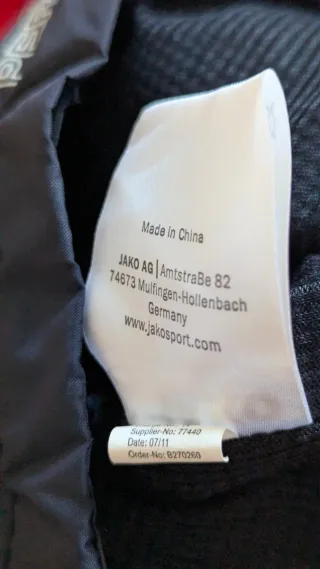 Made in China
JAKO AG | AmtstraBe 82
74673 Mulfingen-Hollenbach
Germany
www.jakosport.com
Supplier-No: 77440
Date: 07/11
Order-No: B270260